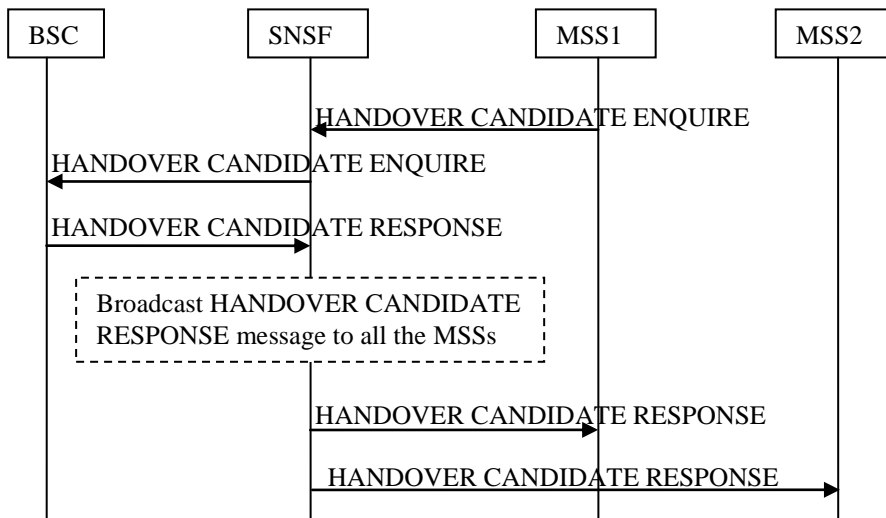 BSC
SNSF
MSS1
MSS2
HANDOVER CANDIDATE ENQUIRE
HANDOVER CANDIDATE ENQUIRE
HANDOVER CANDIDATE RESPONSE
Broadcast HANDOVER CANDIDATE
RESPONSE message to all the MSSs
HANDOVER CANDIDATE RESPONSE
HANDOVER CANDIDATE RESPONSE